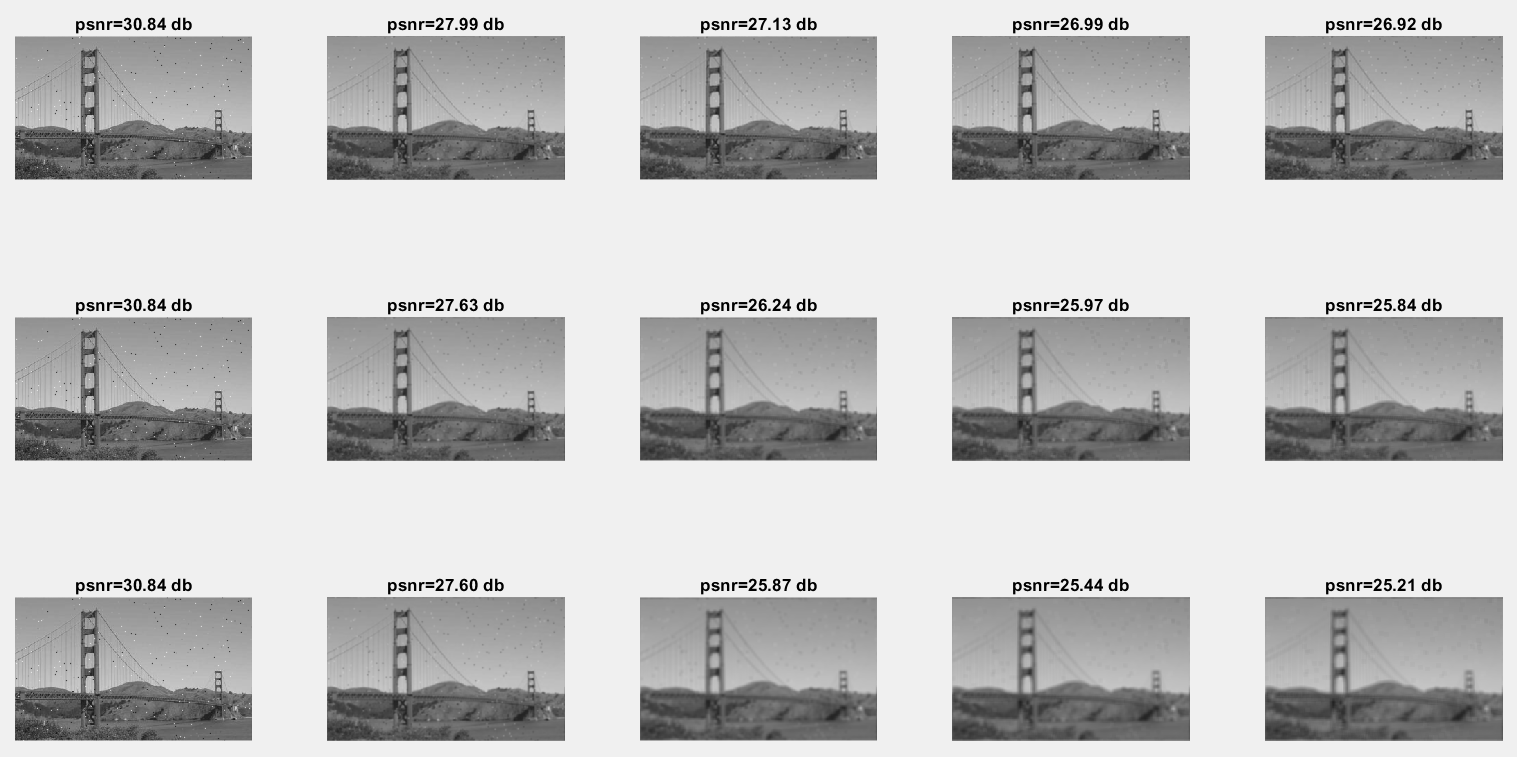 psnr=30.84 db
psnr=27.99 db
psnr=27.13 db
psnr=26.99 db
psnr=26.92 db
psnr=30.84 db
psnr=27.63 db
psnr=26.24 db
psnr=25.97 db
psnr=25.84 db
psnr=30.84 db
psnr=27.60 db
psnr=25.87 db
psnr=25.44 db
psnr=25.21 db